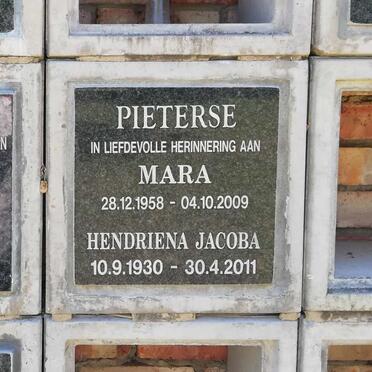 PIETERSE
IN LIEFDEVOLLE HERINNERING AAN
MARA
28.12.1958 - 04.10.2009
HENDRIENA JACOBA
10.9.1930 - 30.4.2011